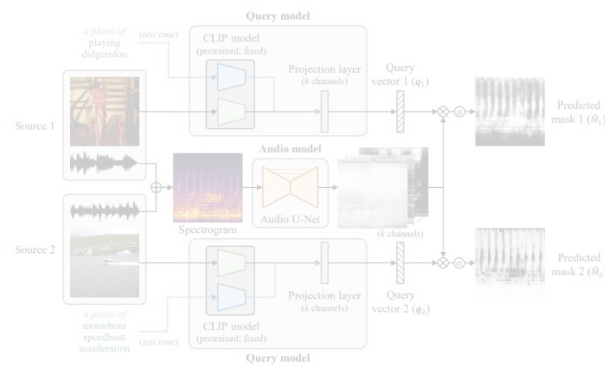 Query model
a photo of
playing
didgeridoo
(test time)
CLIP model
(pretrained; fixed)
Projection layer
(k channels)
Query
vector 1 (q₁)
Predicted
mask 1 (M̂₁)
Source 1
σ
Audio model
Spectrogram
Audio U-Net
(k channels)
Source 2
σ
Predicted
mask 2 (M̂₂)
Projection layer
(k channels)
Query
vector 2 (q₂)
a photo of
motorboat
speedboat
acceleration
(test time)
CLIP model
(pretrained; fixed)
Query model